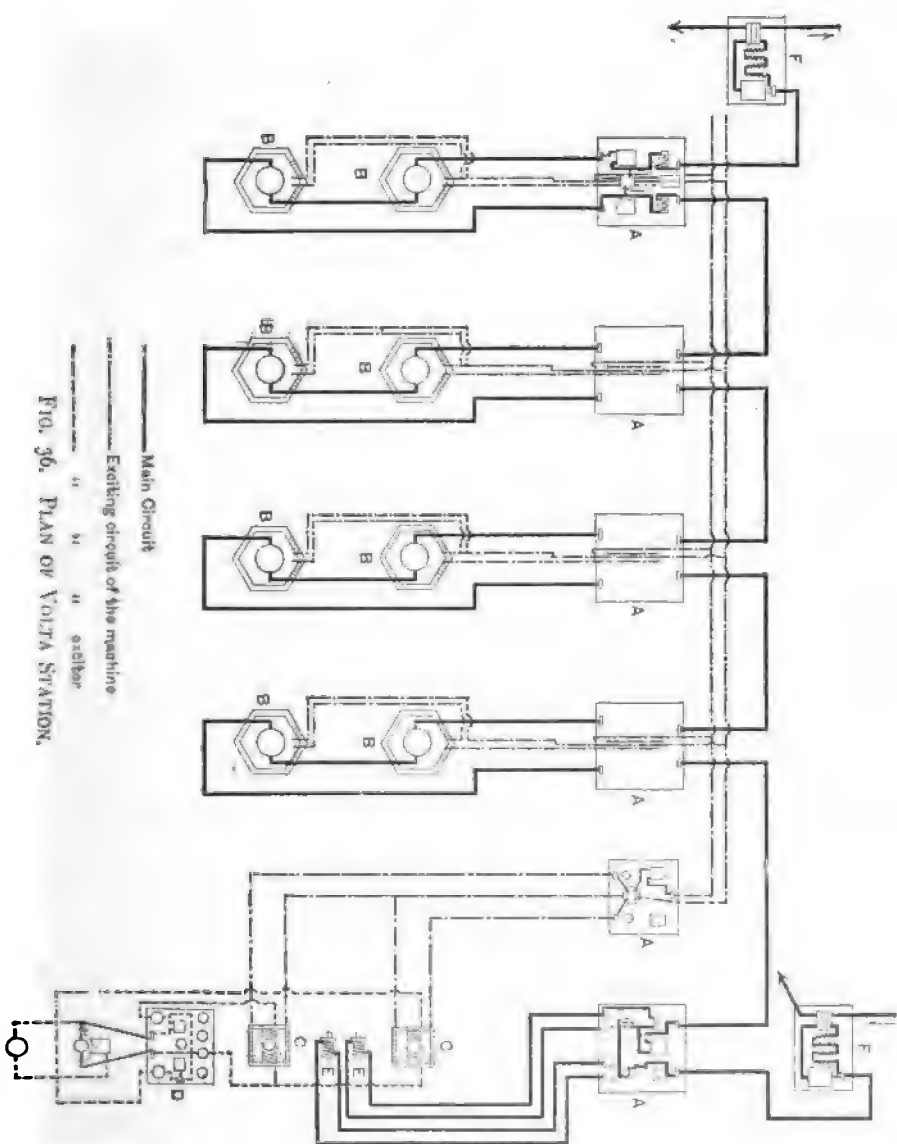 F F
A A A A A A
B B B B C
E
E
B B B B C
D
Main Circuit
Exciting circuit of the machine
" " " exciter
FIG. 36. PLAN OF VOLTA STATION.